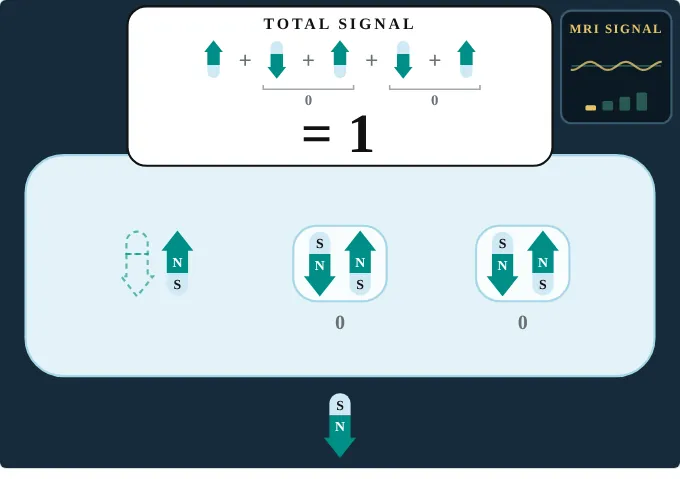 TOTAL SIGNAL
+ + + +
0 0
= 1
MRI SIGNAL
N
S
S
N
N
S
S
N
N
S
0 0
S
N